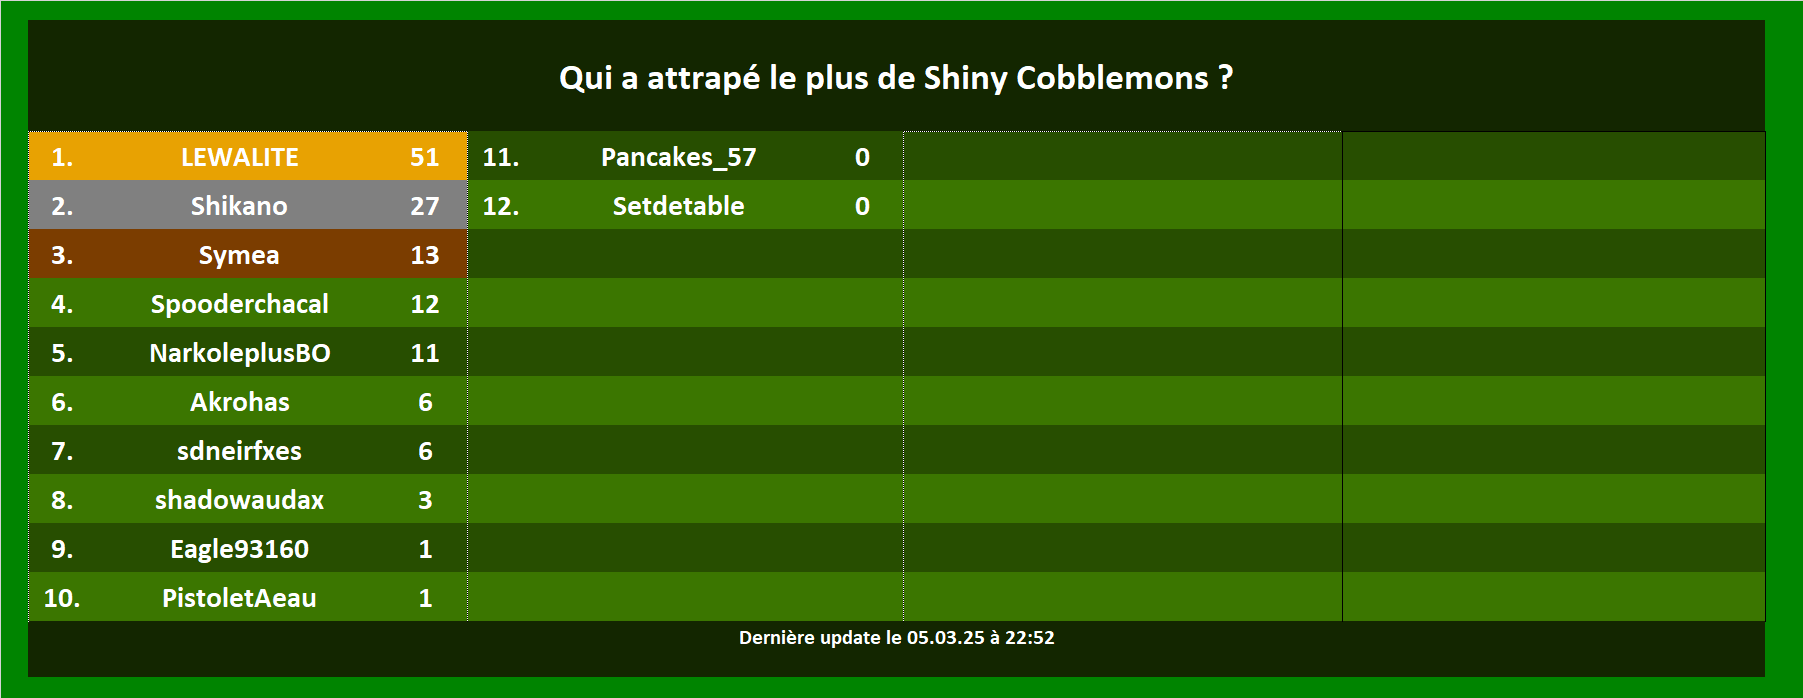 Qui a attrapé le plus de Shiny Cobblemons ?
1. LEWALITE 51
2. Shikano 27
3. Symea 13
4. Spooderchacal 12
5. NarkoleplusBO 11
6. Akrohas 6
7. sdneirfxes 6
8. shadowaudax 3
9. Eagle93160 1
10. PistoletAeau 1
11. Pancakes_57 0
12. Setdetable 0
Dernière update le 05.03.25 à 22:52